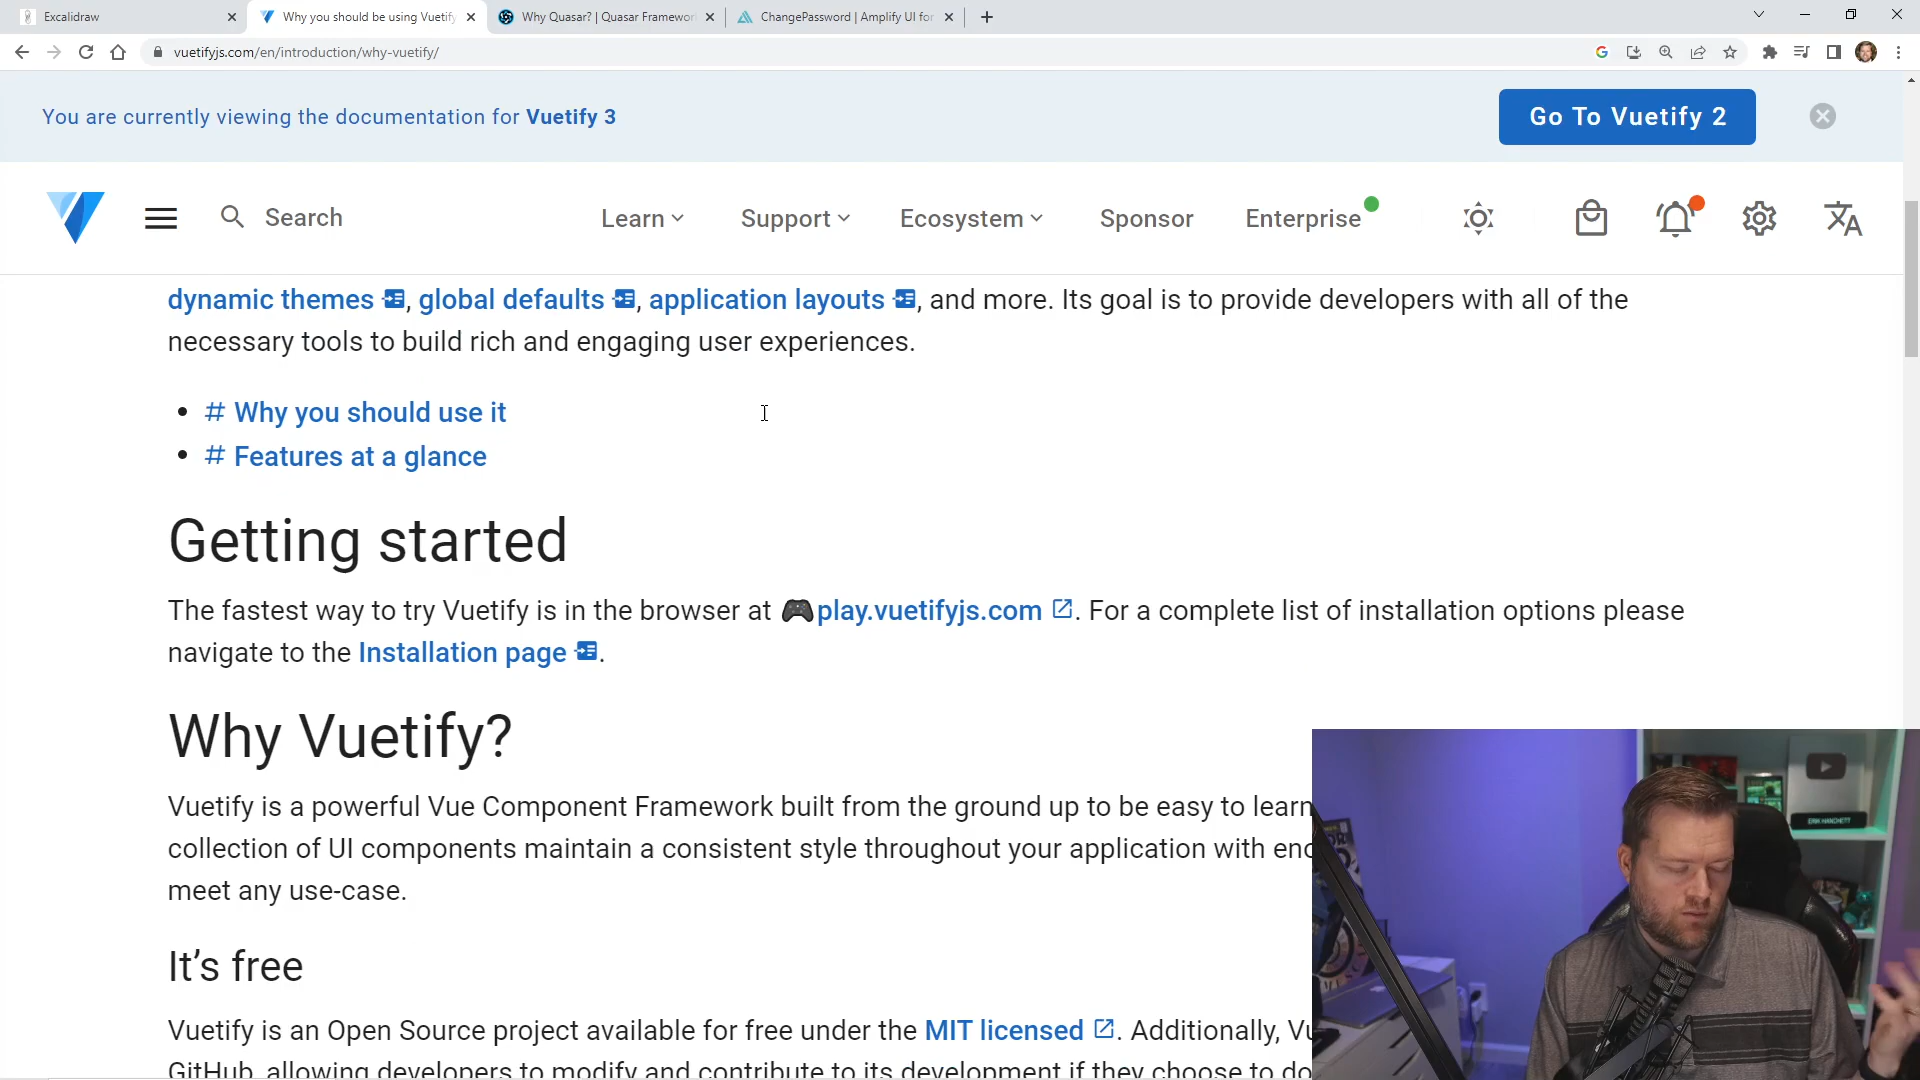 Excalidraw
Why you should be using Vuetify
Why Quasar? | Quasar Framewor
ChangePassword | Amplify UI for
vuetifyjs.com/en/introduction/why-vuetify/
You are currently viewing the documentation for Vuetify 3
Go To Vuetify 2
Search
Learn
Support
Ecosystem
Sponsor
Enterprise
dynamic themes, global defaults, application layouts, and more. Its goal is to provide developers with all of the
necessary tools to build rich and engaging user experiences.
• # Why you should use it
• # Features at a glance
Getting started
The fastest way to try Vuetify is in the browser at 🎮play.vuetifyjs.com. For a complete list of installation options please
navigate to the Installation page.
Why Vuetify?
Vuetify is a powerful Vue Component Framework built from the ground up to be easy to learn
collection of UI components maintain a consistent style throughout your application with
meet any use-case.
It’s free
Vuetify is an Open Source project available for free under the MIT licensed. Additionally,
GitHub, allowing developers to modify and contribute to its development if they choose to do
ERIK HANCHETT